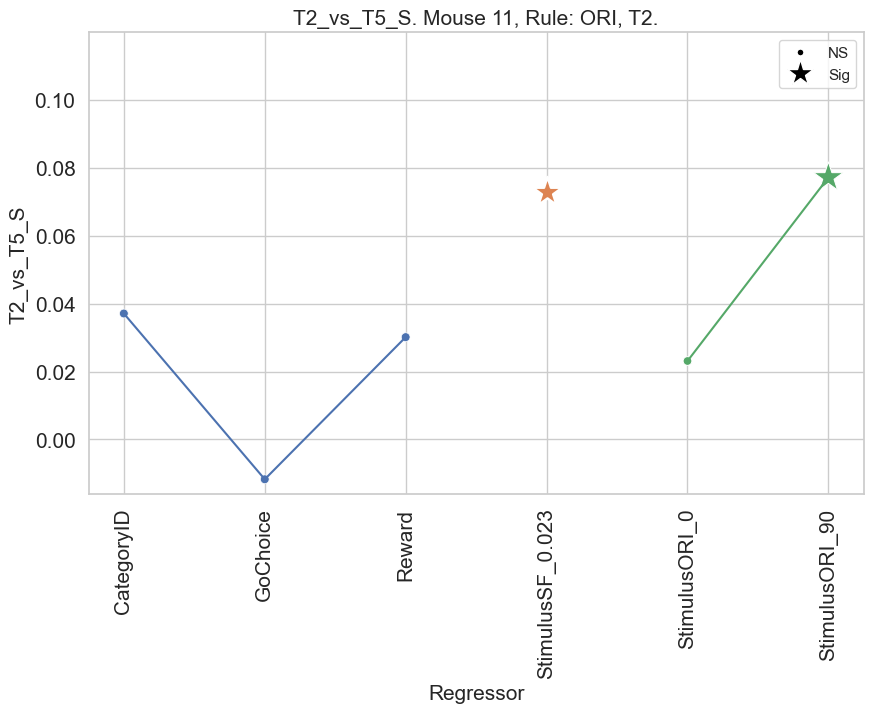 T2_vs_T5_S. Mouse 11, Rule: ORI, T2.
NS
Sig
0.10
0.08
0.06
0.04
0.02
0.00
T2_vs_T5_S
CategoryID
GoChoice
Reward
StimulusSF_0.023
StimulusORI_0
StimulusORI_90
Regressor